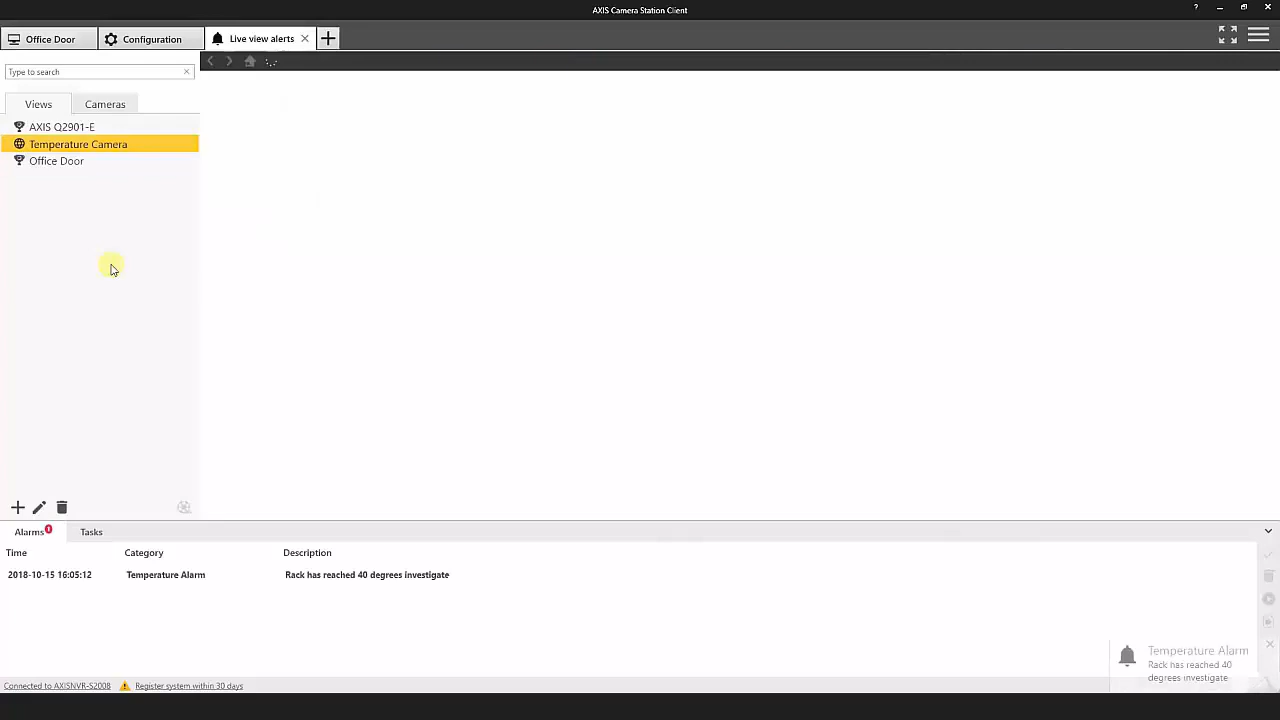 AXIS Camera Station Client
?
Office Door
Configuration
Live view alerts
Type to search
Views
Cameras
AXIS Q2901-E
Temperature Camera
Office Door
Alarms 1
Tasks
Time Category Description
2018-10-15 16:05:12 Temperature Alarm Rack has reached 40 degrees investigate
Temperature Alarm
Rack has reached 40
degrees investigate
Connected to AXISNVR-S2008 Register system within 30 days